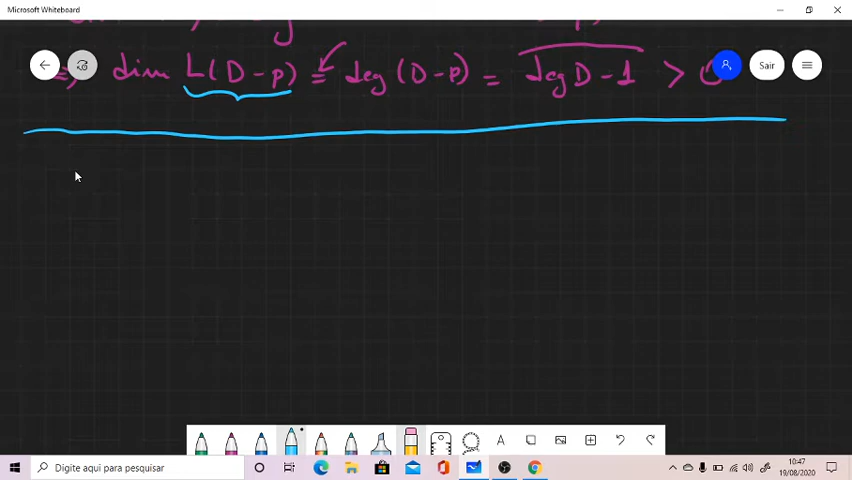 Microsoft Whiteboard
⇒ dim L(D-p) = deg(D-p) = deg D - 1 > 0
Sair
Digite aqui para pesquisar
10:47
19/08/2020